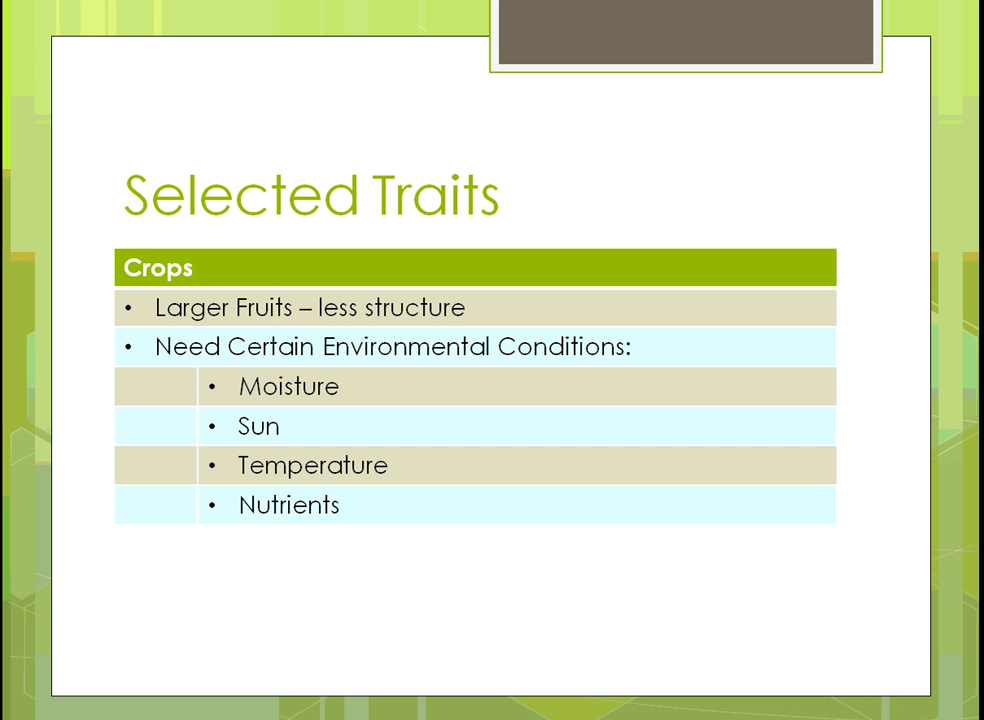 Selected Traits
Crops
• Larger Fruits – less structure
• Need Certain Environmental Conditions:
• Moisture
• Sun
• Temperature
• Nutrients